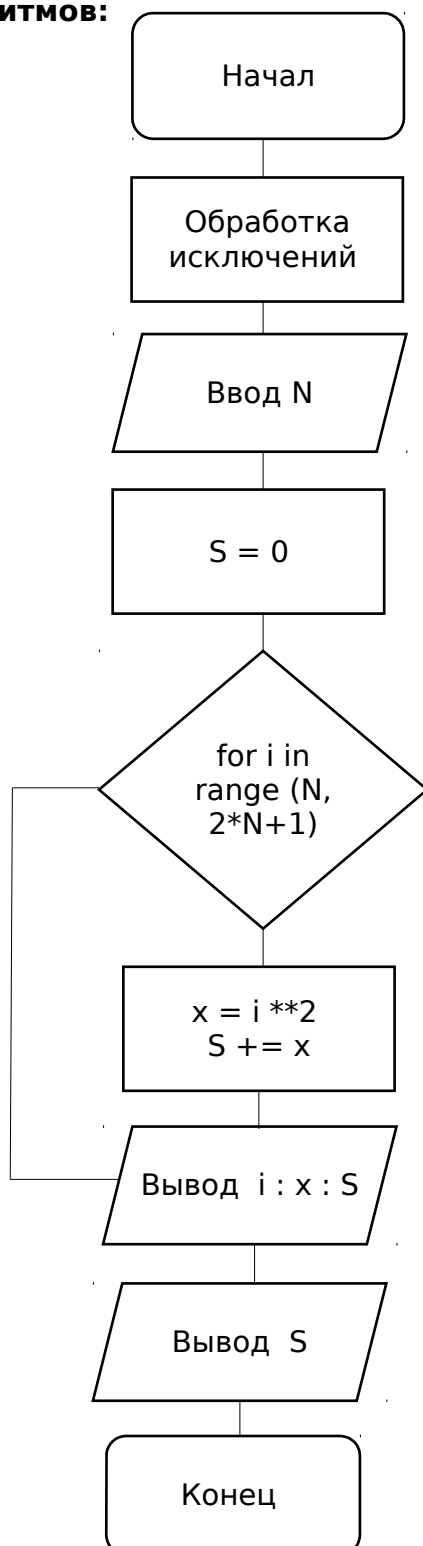 итмов:
Начал
Обработка
исключений
Ввод N
S = 0
for i in
range (N,
2*N+1)
x = i **2
S += x
Вывод  i : x : S
Вывод  S
Конец